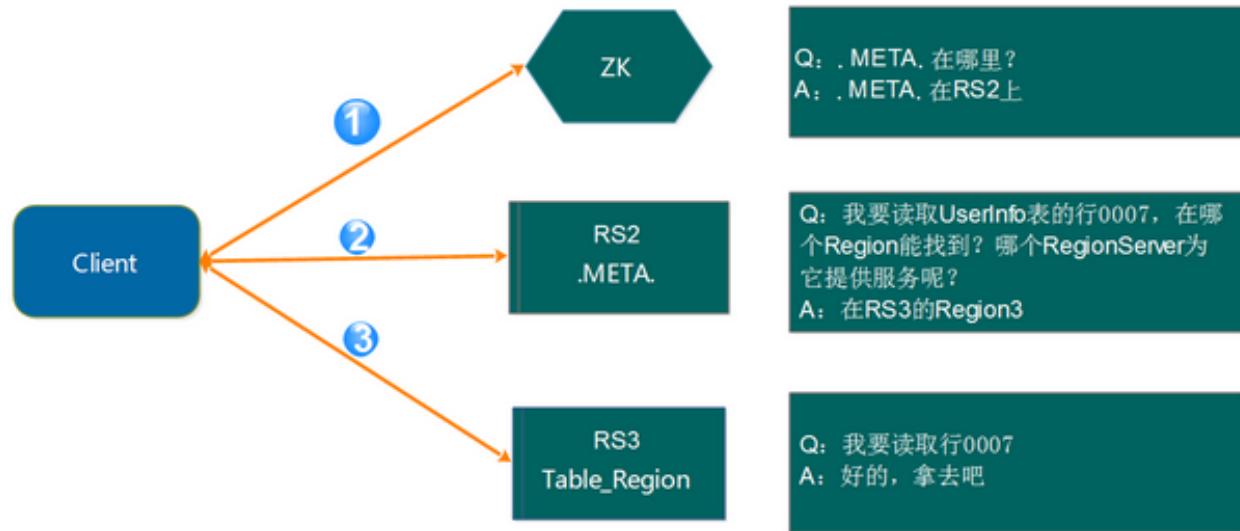 ZK
Q：. META. 在哪里？
A：. META. 在RS2上
1
Client
2
RS2
.META.
Q：我要读取UserInfo表的行0007，在哪
个Region能找到？哪个RegionServer为
它提供服务呢？
A：在RS3的Region3
3
RS3
Table_Region
Q：我要读取行0007
A：好的，拿去吧